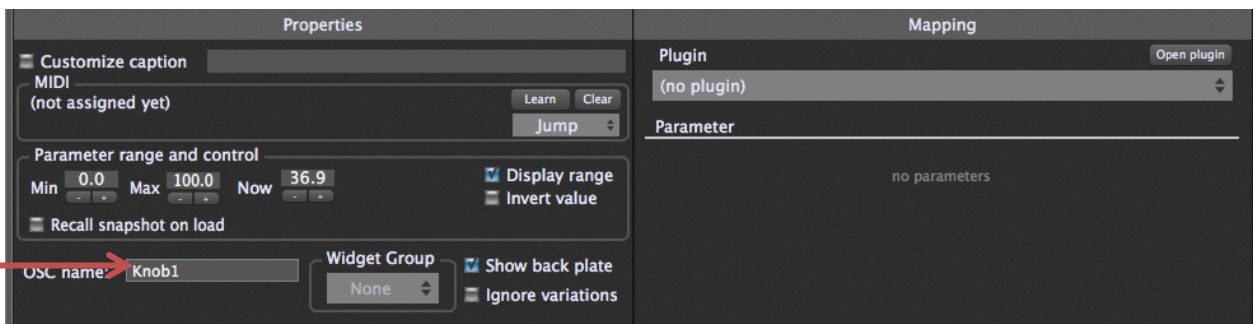 Properties
Customize caption
MIDI
(not assigned yet)
Learn
Clear
Jump
Parameter range and control
Min 0.0 Max 100.0 Now 36.9
- + - + - +
Display range
Invert value
Recall snapshot on load
OSC name: Knob1
Widget Group
None
Show back plate
Ignore variations
Mapping
Plugin
Open plugin
(no plugin)
Parameter
no parameters